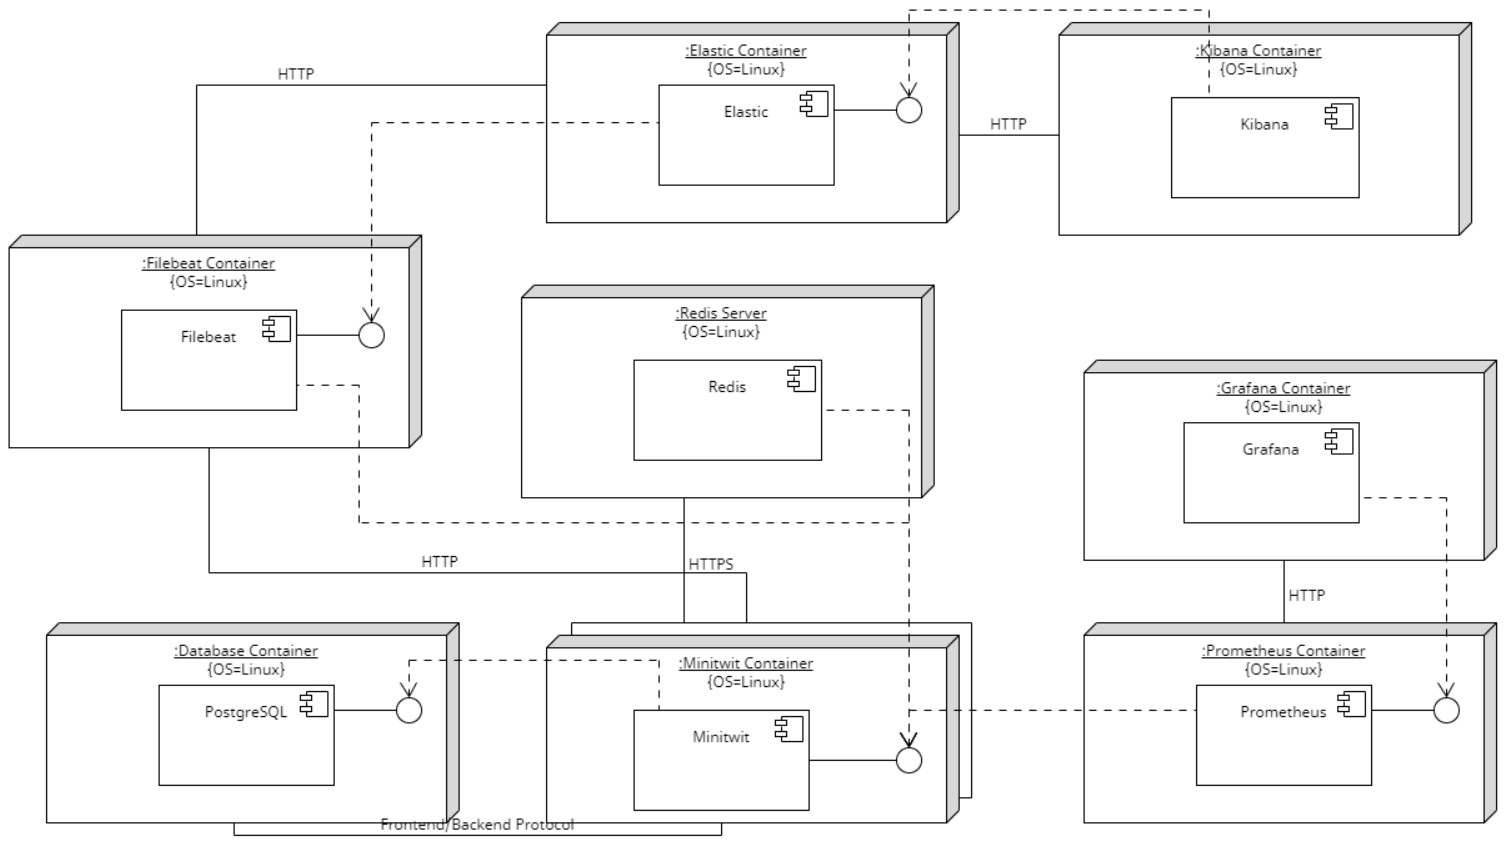 :Elastic Container
{OS=Linux}
Elastic
:Kibana Container
{OS=Linux}
Kibana
HTTP
HTTP
:Filebeat Container
{OS=Linux}
Filebeat
:Redis Server
{OS=Linux}
Redis
:Grafana Container
{OS=Linux}
Grafana
HTTP
HTTPS
HTTP
:Database Container
{OS=Linux}
PostgreSQL
:Minitwit Container
{OS=Linux}
Minitwit
:Prometheus Container
{OS=Linux}
Prometheus
Frontend/Backend Protocol